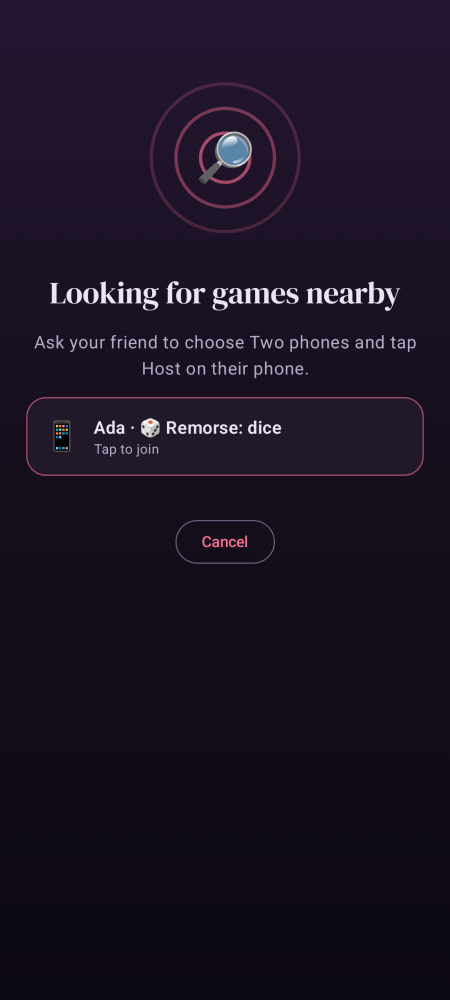 Looking for games nearby
Ask your friend to choose Two phones and tap
Host on their phone.
Ada · 🎲 Remorse: dice
Tap to join
Cancel